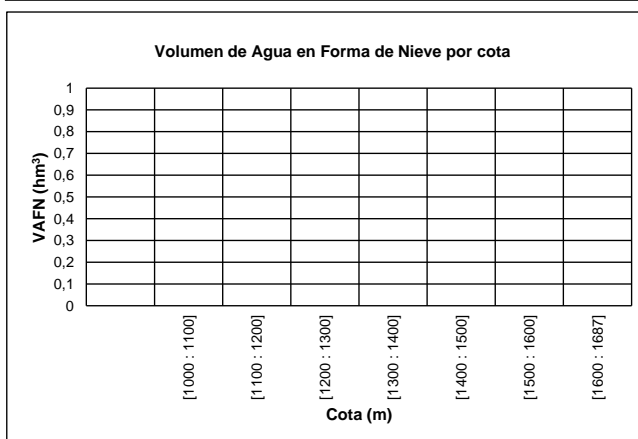 Volumen de Agua en Forma de Nieve por cota
VAFN (hm³)
1
0,9
0,8
0,7
0,6
0,5
0,4
0,3
0,2
0,1
0
[1000 : 1100]
[1100 : 1200]
[1200 : 1300]
[1300 : 1400]
[1400 : 1500]
[1500 : 1600]
[1600 : 1687]
Cota (m)